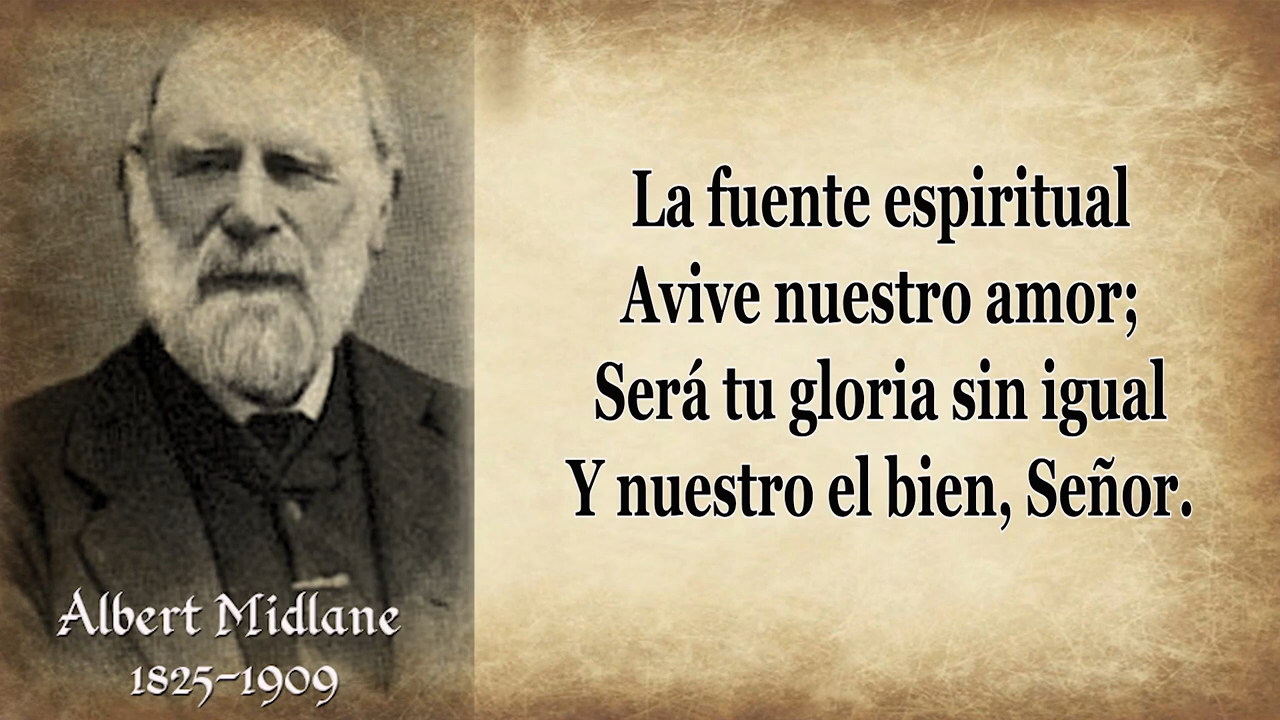 La fuente espiritual
Avive nuestro amor;
Será tu gloria sin igual
Y nuestro el bien, Señor.
Albert Midlane
1825-1909